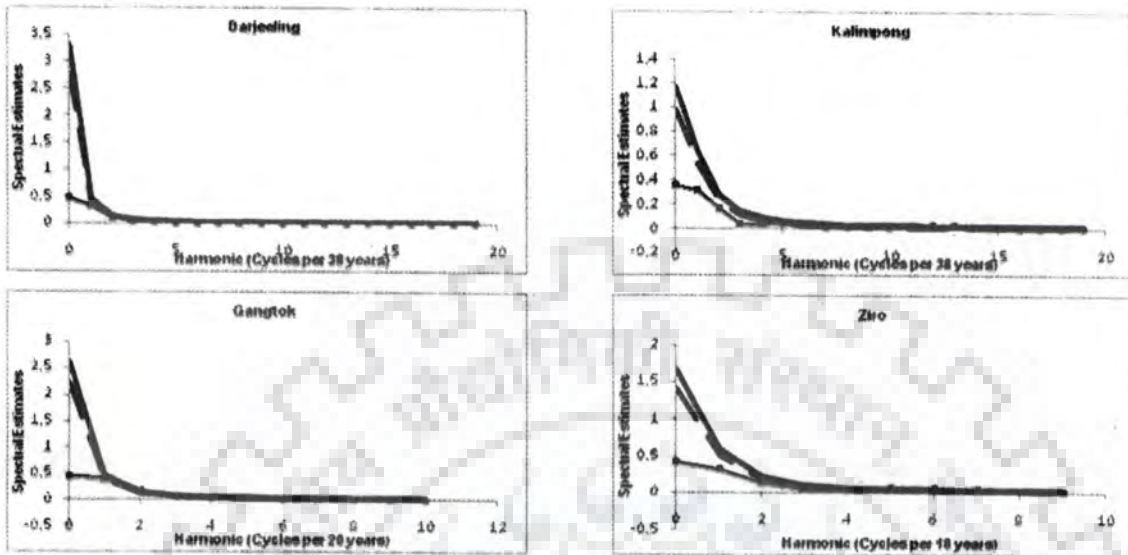 Darjeeling
Spectral Estimates
3.5
3
2.5
2
1.5
1
0.5
0
0 5 10 15 20
Harmonic (Cycles per 38 years)
Kalimpong
Spectral Estimates
1.4
1.2
1
0.8
0.6
0.4
0.2
0
-0.2
0 5 10 15 20
Harmonic (Cycles per 38 years)
Gangtok
Spectral Estimates
3
2.5
2
1.5
1
0.5
0
-0.5
0 2 4 6 8 10 12
Harmonic (Cycles per 20 years)
Ziro
Spectral Estimates
2
1.5
1
0.5
0
-0.5
0 2 4 6 8 10
Harmonic (Cycles per 18 years)